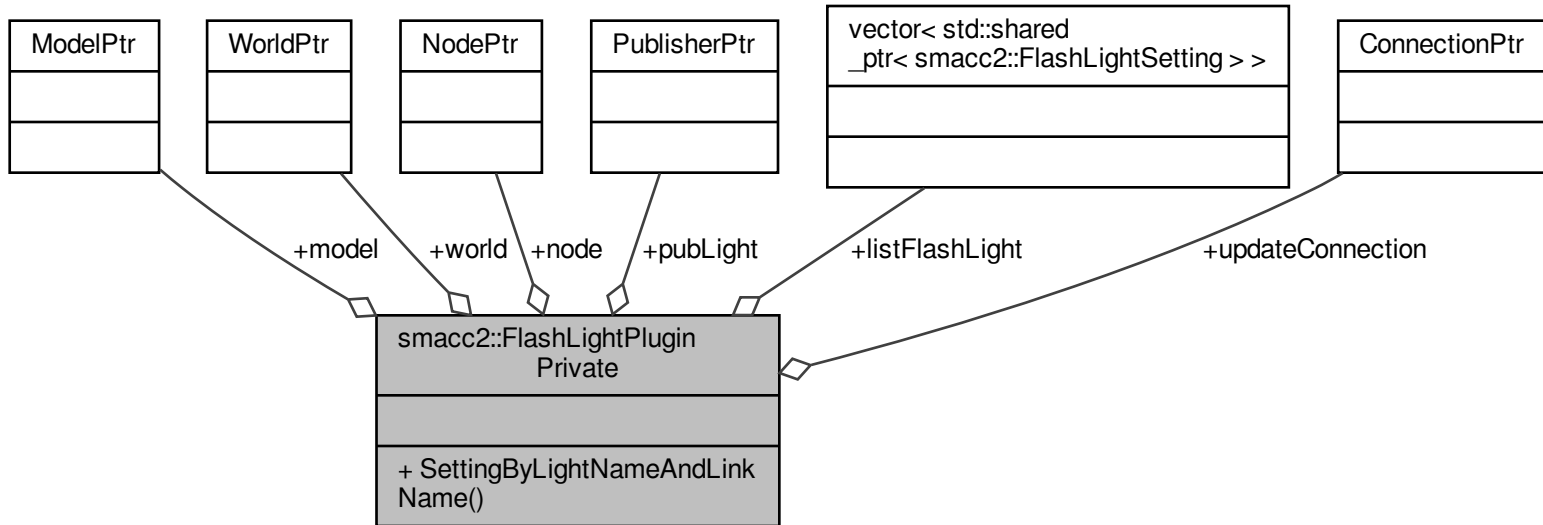 ModelPtr
WorldPtr
NodePtr
PublisherPtr
vector< std::shared
_ptr< smacc2::FlashLightSetting > >
ConnectionPtr
+model
+world
+node
+pubLight
+listFlashLight
+updateConnection
smacc2::FlashLightPlugin
Private
+ SettingByLightNameAndLink
Name()